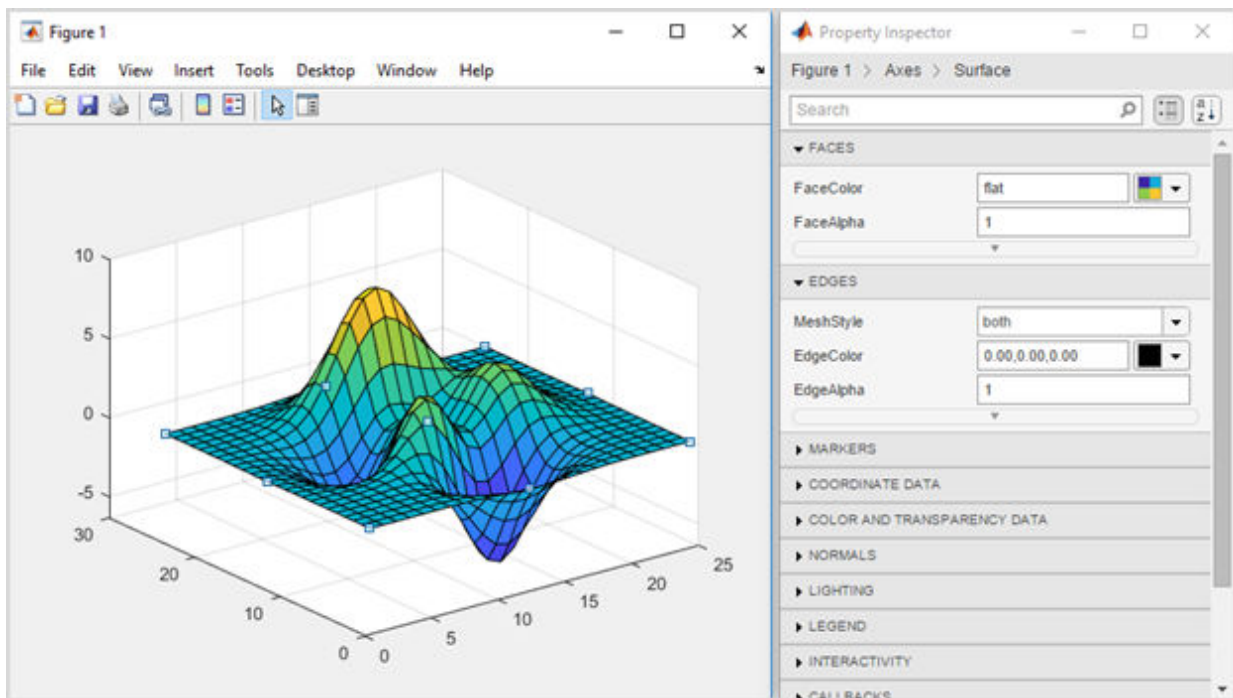 Figure 1
File Edit View Insert Tools Desktop Window Help
10
5
0
-5
30
20
10
0
0
5
10
15
20
25
Property Inspector
Figure 1 > Axes > Surface
Search
FACES
FaceColor flat
FaceAlpha 1
EDGES
MeshStyle both
EdgeColor 0.00,0.00,0.00
EdgeAlpha 1
MARKERS
COORDINATE DATA
COLOR AND TRANSPARENCY DATA
NORMALS
LIGHTING
LEGEND
INTERACTIVITY
CALLBACKS